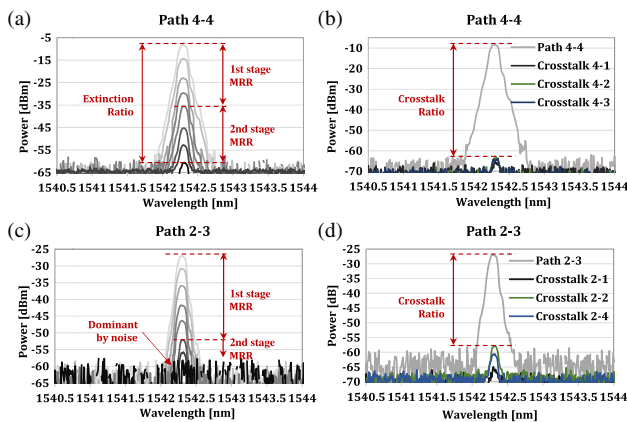 (a)
Path 4-4
Power [dBm]
-5
-15
-25
-35
-45
-55
-65
Extinction
Ratio
1st stage
MRR
2nd stage
MRR
1540.5 1541 1541.5 1542 1542.5 1543 1543.5 1544
Wavelength [nm]
(b)
Path 4-4
Power [dBm]
-10
-20
-30
-40
-50
-60
-70
Crosstalk
Ratio
Path 4-4
Crosstalk 4-1
Crosstalk 4-2
Crosstalk 4-3
1540.5 1541 1541.5 1542 1542.5 1543 1543.5 1544
Wavelength [nm]
(c)
Path 2-3
Power [dBm]
-25
-30
-35
-40
-45
-50
-55
-60
-65
Dominant
by noise
1st stage
MRR
2nd stage
MRR
1540.5 1541 1541.5 1542 1542.5 1543 1543.5 1544
Wavelength [nm]
(d)
Path 2-3
Power [dB]
-25
-30
-35
-40
-45
-50
-55
-60
-65
-70
Crosstalk
Ratio
Path 2-3
Crosstalk 2-1
Crosstalk 2-2
Crosstalk 2-4
1540.5 1541 1541.5 1542 1542.5 1543 1543.5 1544
Wavelength [nm]